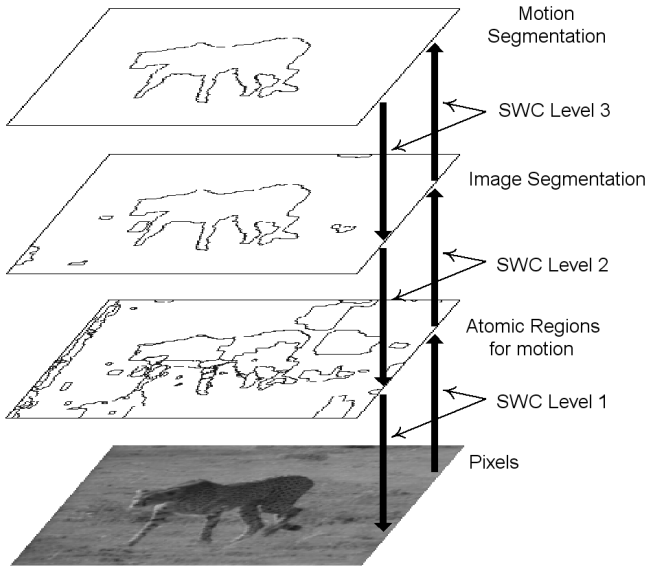 Motion
Segmentation
SWC Level 3
Image Segmentation
SWC Level 2
Atomic Regions
for motion
SWC Level 1
Pixels